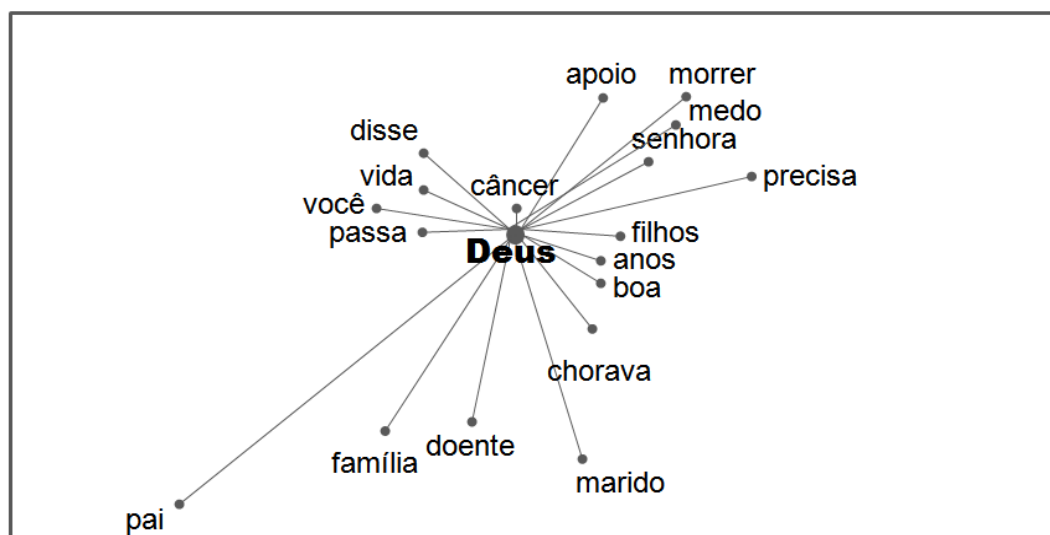 apoio
morrer
medo
disse
senhora
vida
câncer
precisa
você
passa
filhos
Deus
anos
boa
chorava
doente
família
marido
pai